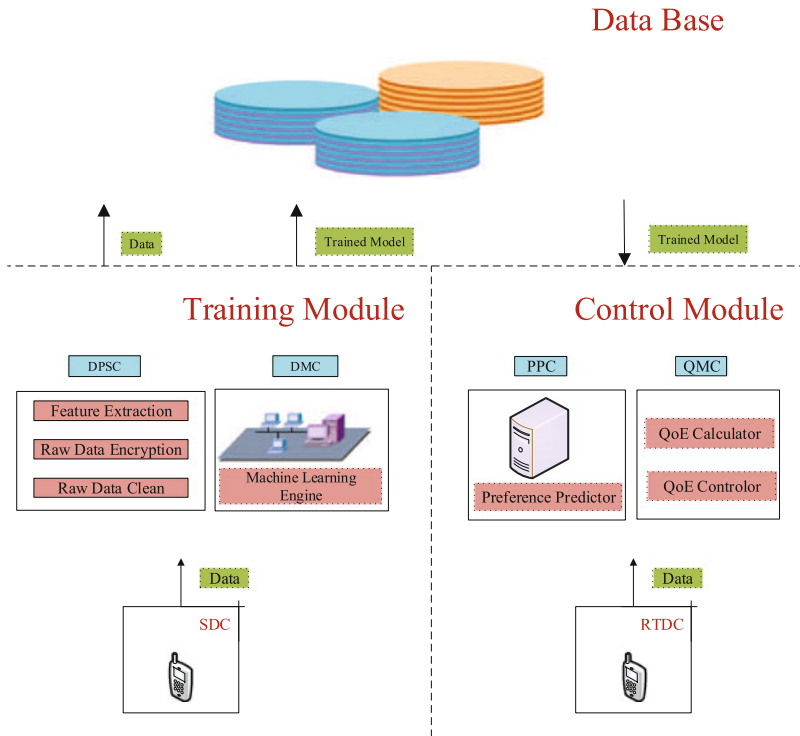 Data Base
Data
Trained Model
Trained Model
Training Module
Control Module
DPSC
DMC
PPC
QMC
Feature Extraction
Raw Data Encryption
Raw Data Clean
Machine Learning
Engine
Preference Predictor
QoE Calculator
QoE Controlor
Data
Data
SDC
RTDC